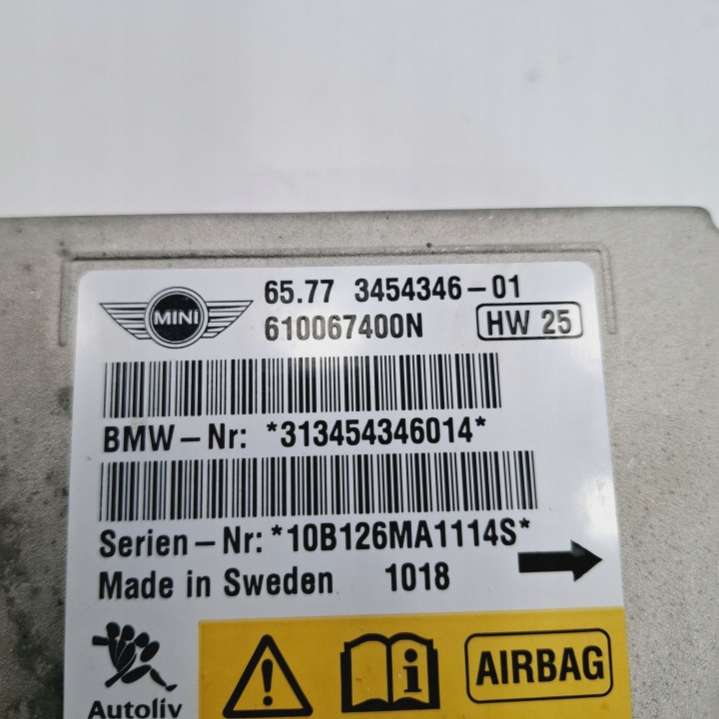 MINI
65.77 3454346-01
610067400N HW 25
BMW-Nr: *313454346014*
Serien-Nr: *10B126MA1114S*
Made in Sweden 1018
Autoliv
i
AIRBAG